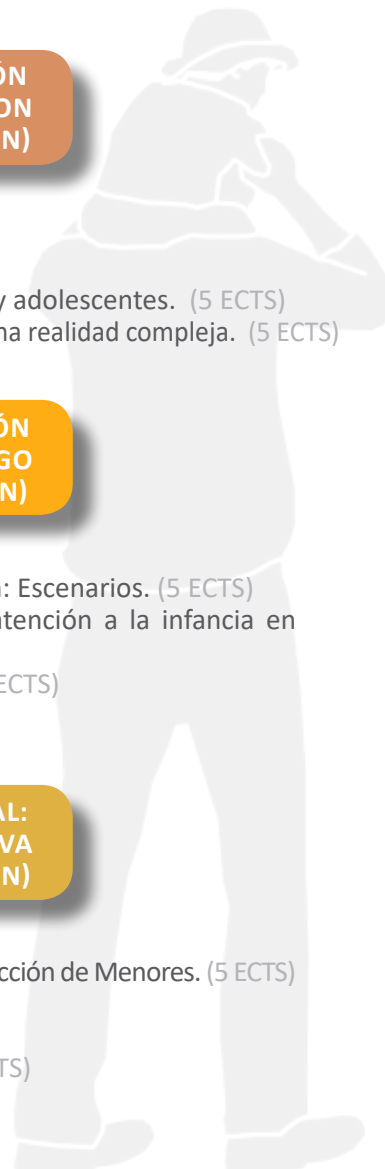 ÓN
ON
N)
y adolescentes. (5 ECTS)
na realidad compleja. (5 ECTS)
ÓN
GO
N)
: Escenarios. (5 ECTS)
atención a la infancia en
ECTS)
AL:
VA
N)
cción de Menores. (5 ECTS)
TS)